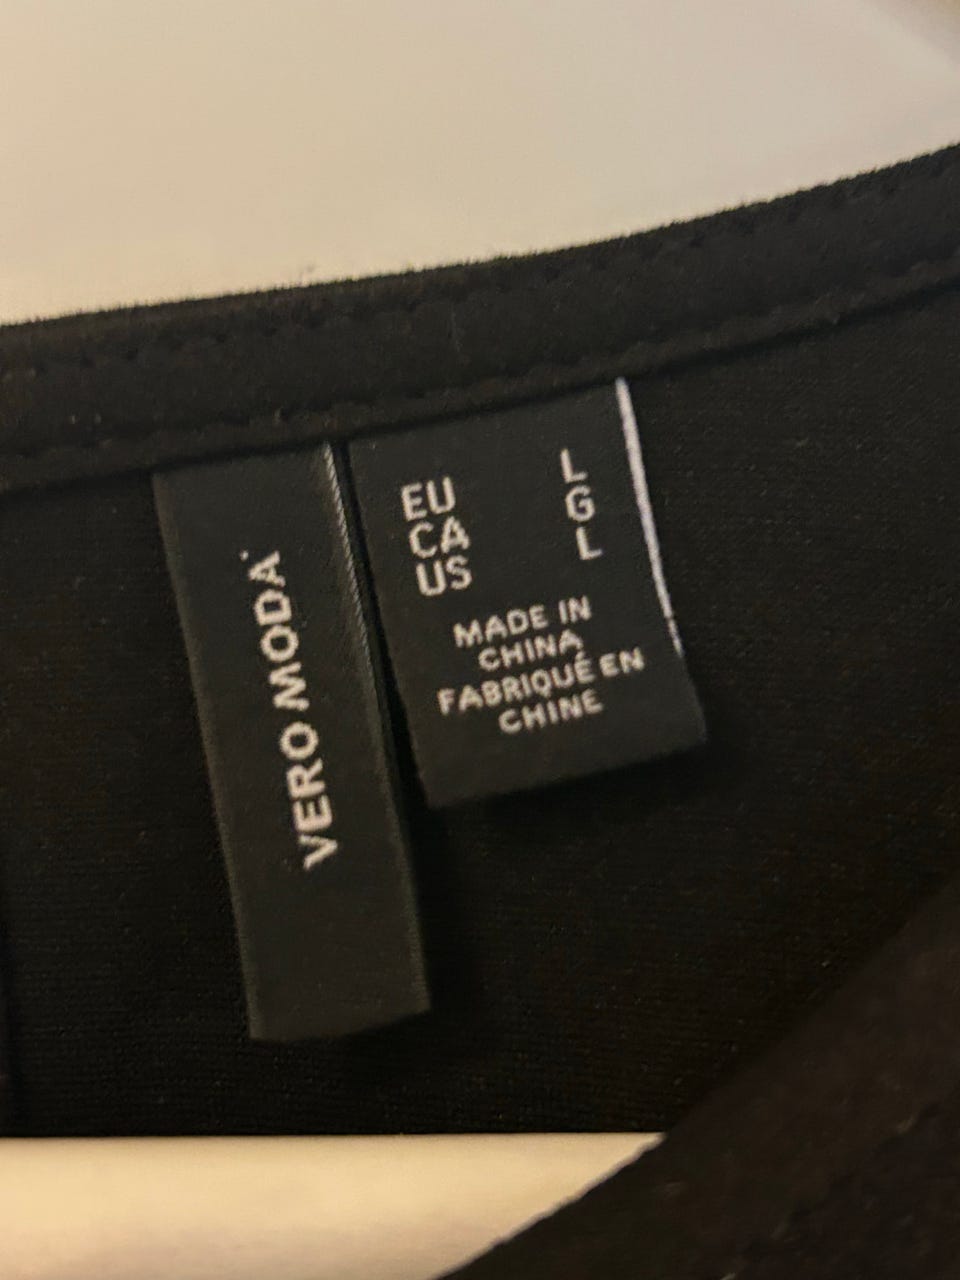 VERO MODA
EU L
CA G
US L
MADE IN
CHINA
FABRIQUÉ EN
CHINE